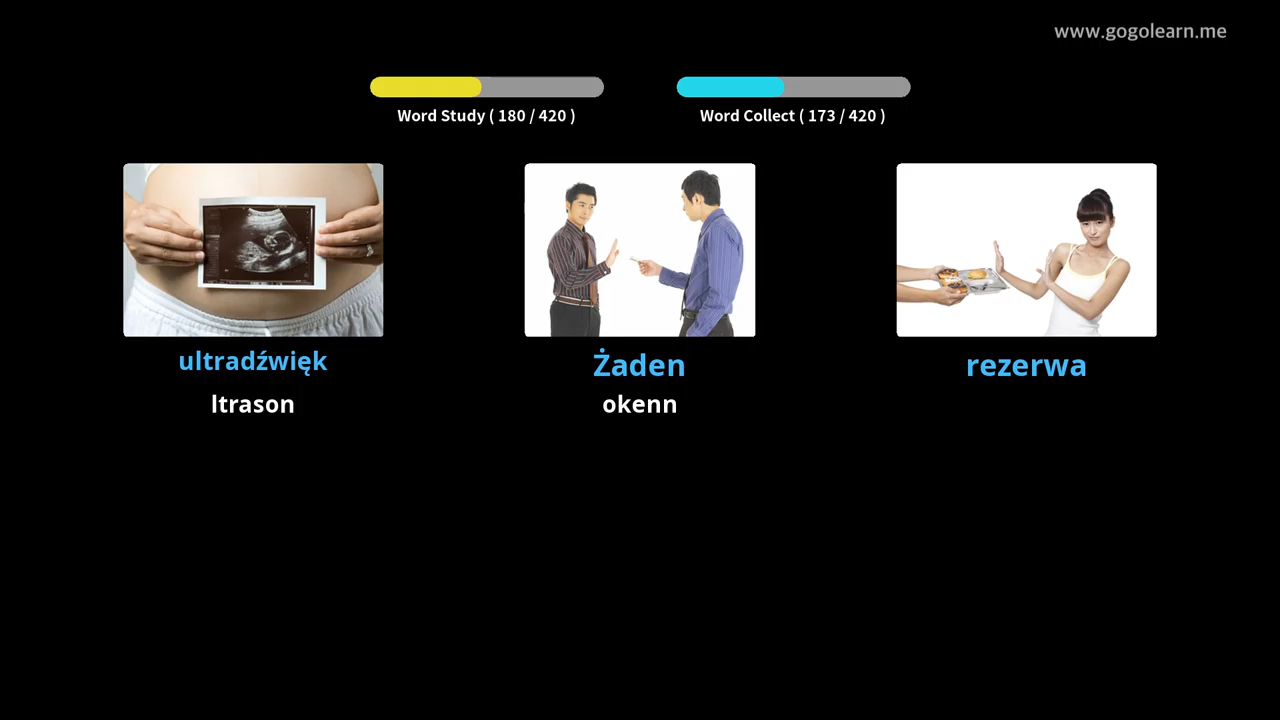 www.gogolearn.me
Word Study ( 180 / 420 )
Word Collect ( 173 / 420 )
ultradźwięk
Żaden
rezerwa
ltrason
okenn